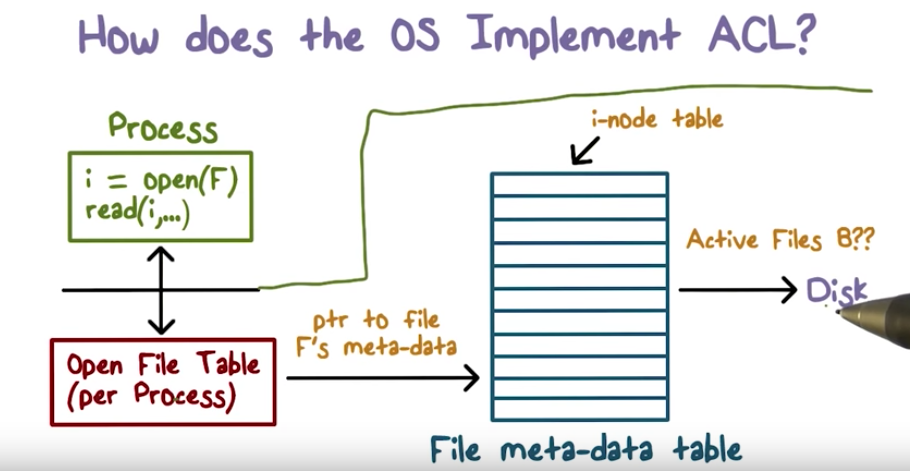 How does the OS Implement ACL?
Process
i = open(F)
read(i,...)
i-node table
Active Files 8??
Disk
ptr to file
F's meta-data
Open File Table
(per Process)
File meta-data table